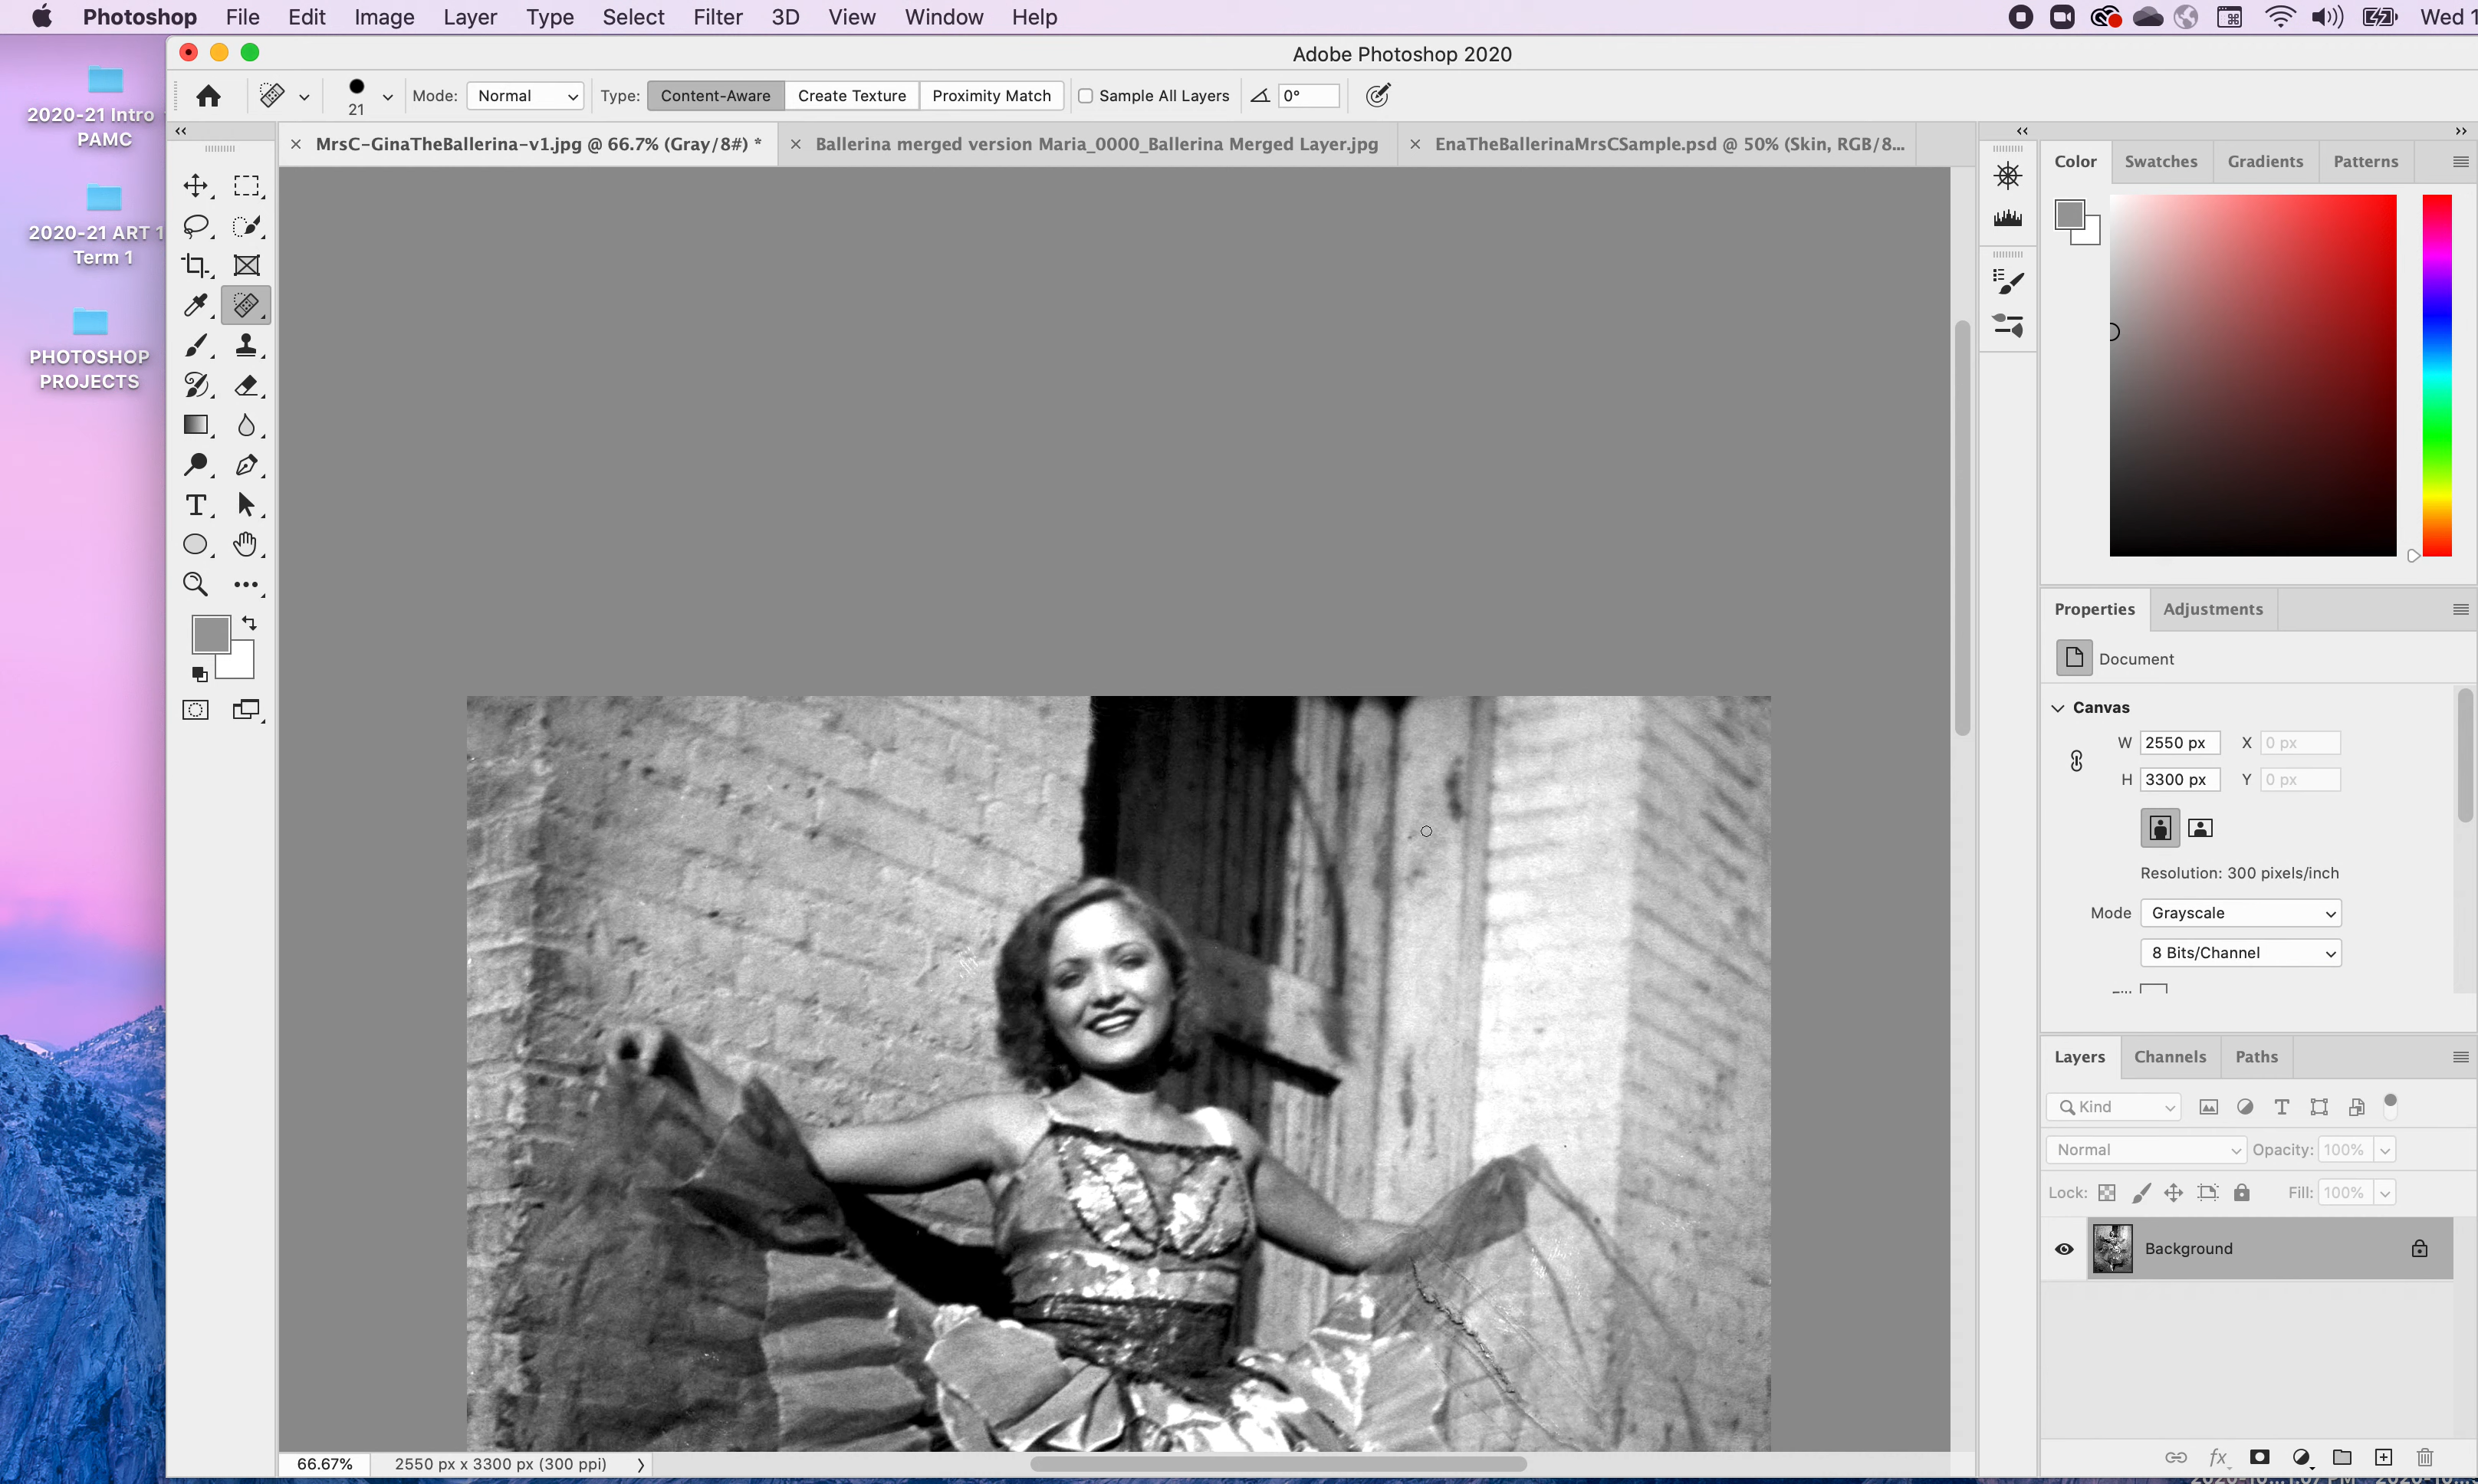 Photoshop File Edit Image Layer Type Select Filter 3D View Window Help Wed 1
Adobe Photoshop 2020
21 Mode: Normal Type: Content-Aware Create Texture Proximity Match Sample All Layers 0°
2020-21 Intro
PAMC
2020-21 ART 1
Term 1
PHOTOSHOP
PROJECTS
MrsC-GinaTheBallerina-v1.jpg @ 66.7% (Gray/8#) * Ballerina merged version Maria_0000_Ballerina Merged Layer.jpg EnaTheBallerinaMrsCSample.psd @ 50% (Skin, RGB/8...
Color Swatches Gradients Patterns
Properties Adjustments
Document
Canvas
W 2550 px X 0 px
H 3300 px Y 0 px
Resolution: 300 pixels/inch
Mode Grayscale
8 Bits/Channel
Layers Channels Paths
Kind
Normal Opacity: 100%
Lock: Fill: 100%
Background
fx
66.67% 2550 px x 3300 px (300 ppi)